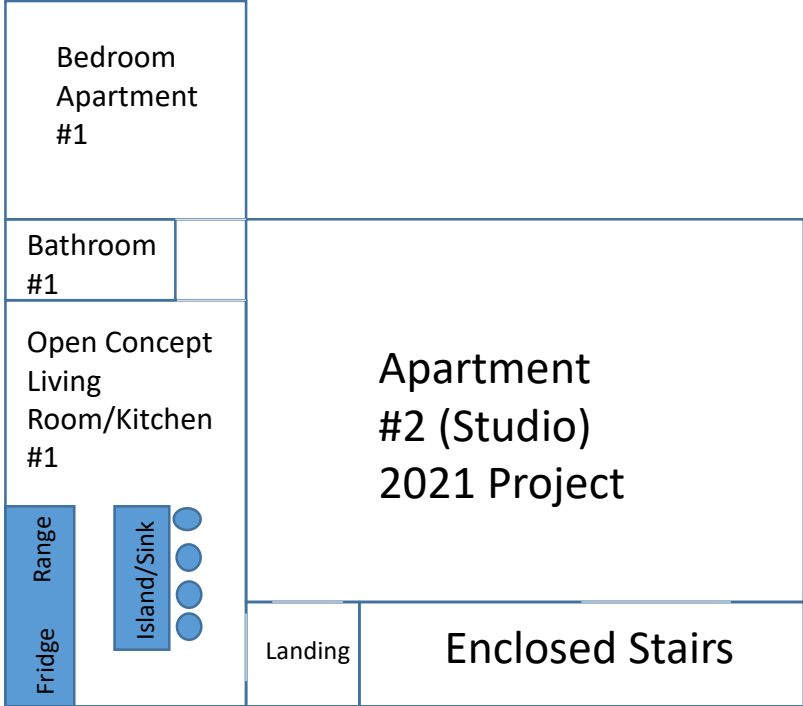 Bedroom
Apartment
#1
Bathroom
#1
Open Concept
Living
Room/Kitchen
#1
Apartment
#2 (Studio)
2021 Project
Range
Island/Sink
Fridge
Landing
Enclosed Stairs